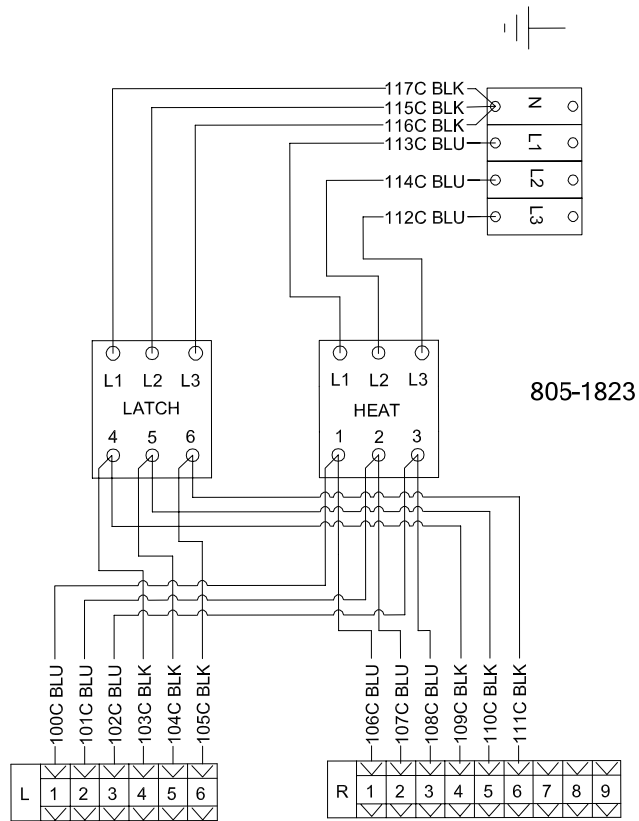 117C BLK
115C BLK
116C BLK
113C BLU
114C BLU
112C BLU
N
L1
L2
L3
L1 L2 L3
LATCH
4 5 6
L1 L2 L3
HEAT
1 2 3
805-1823
100C BLU
101C BLU
102C BLU
103C BLK
104C BLK
105C BLK
106C BLU
107C BLU
108C BLU
109C BLK
110C BLK
111C BLK
L 1 2 3 4 5 6
R 1 2 3 4 5 6 7 8 9